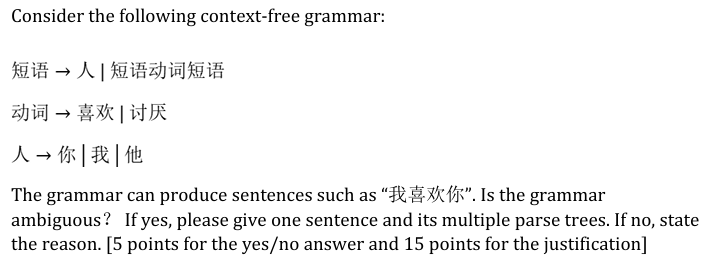 Consider the following context-free grammar:
短语 → 人 | 短语动词短语
动词 → 喜欢 | 讨厌
人 → 你 | 我 | 他
The grammar can produce sentences such as “我喜欢你”. Is the grammar
ambiguous？ If yes, please give one sentence and its multiple parse trees. If no, state
the reason. [5 points for the yes/no answer and 15 points for the justification]